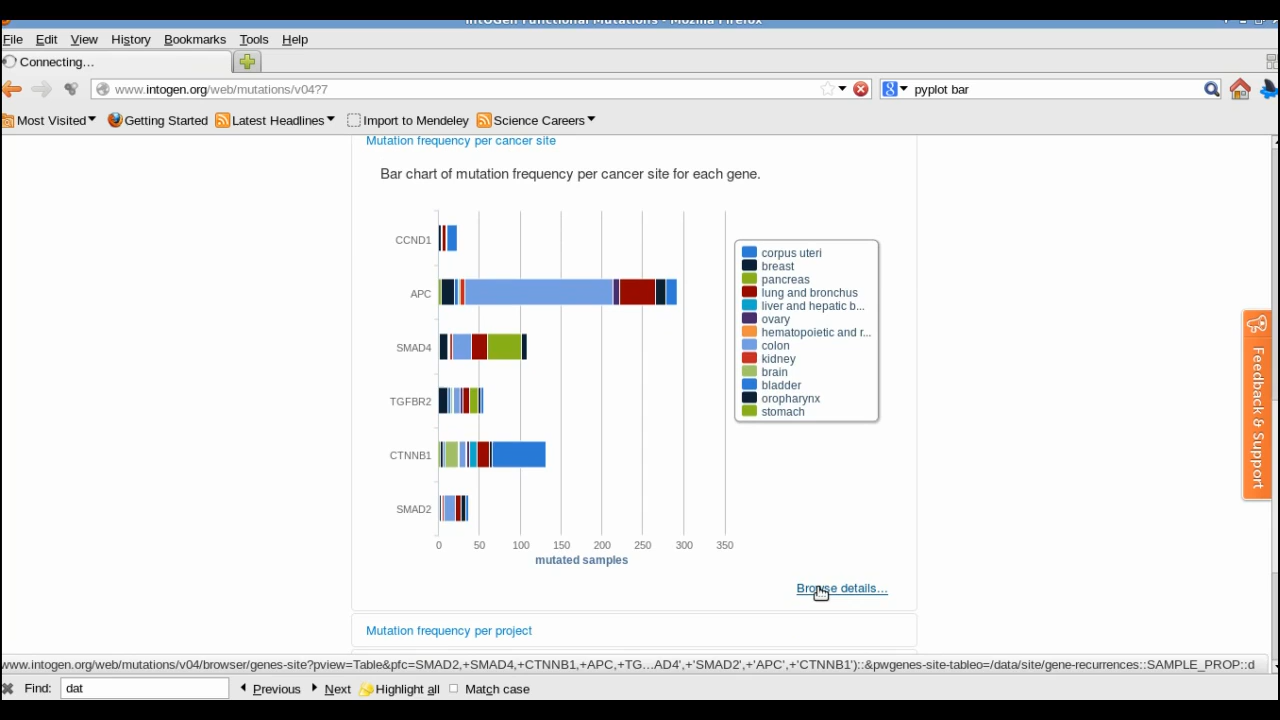 IntOGen Functional Mutations - Mozilla Firefox
File Edit View History Bookmarks Tools Help
Connecting...
www.intogen.org/web/mutations/v04?7
pyplot bar
Most Visited Getting Started Latest Headlines Import to Mendeley Science Careers
Mutation frequency per cancer site
Bar chart of mutation frequency per cancer site for each gene.
CCND1
APC
SMAD4
TGFBR2
CTNNB1
SMAD2
0 50 100 150 200 250 300 350
mutated samples
corpus uteri
breast
pancreas
lung and bronchus
liver and hepatic b...
ovary
hematopoietic and r...
colon
kidney
brain
bladder
oropharynx
stomach
Browse details...
Feedback & Support
Mutation frequency per project
www.intogen.org/web/mutations/v04/browser/genes-site?pview=Table&pfc=SMAD2,+SMAD4,+CTNNB1,+APC,+TG...AD4',+'SMAD2',+'APC',+'CTNNB1')::&pwgenes-site-tableo=/data/site/gene-recurrences::SAMPLE_PROP::d
Find: dat Previous Next Highlight all Match case